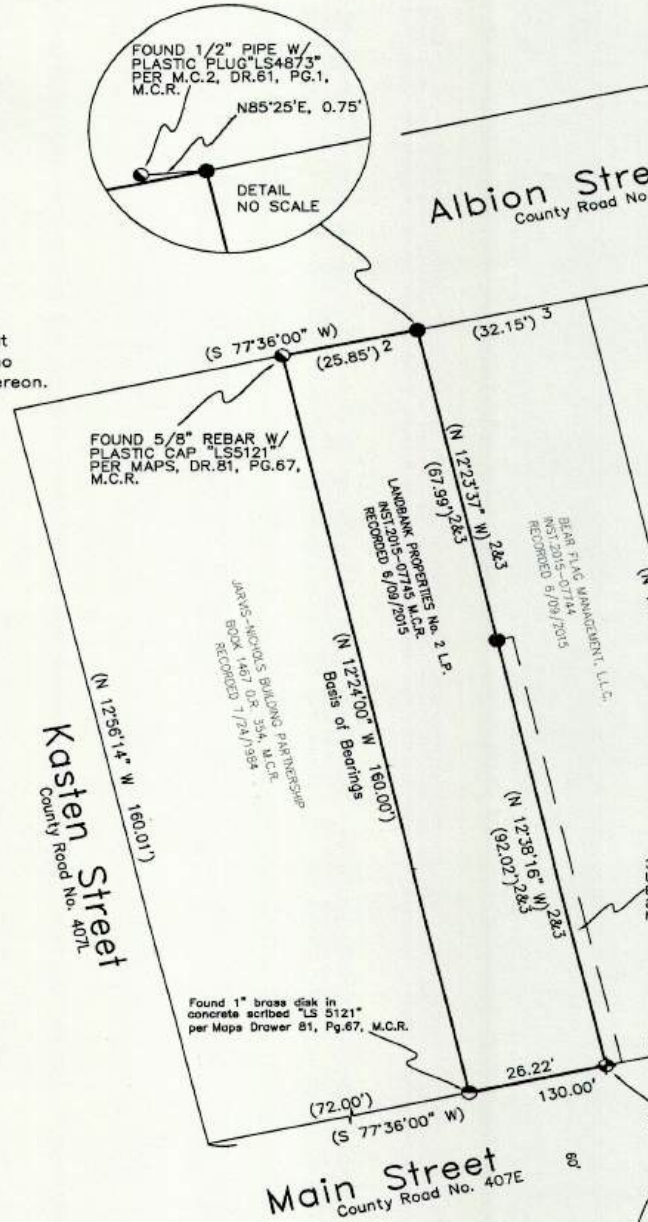 FOUND 1/2" PIPE W/
PLASTIC PLUG"LS4873"
PER M.C.2, DR.61, PG.1,
M.C.R.
N85°25'E, 0.75'
DETAIL
NO SCALE
Albion Stre
County Road No.
ereon.
(S 77°36'00" W)
(25.85') 2
(32.15') 3
FOUND 5/8" REBAR W/
PLASTIC CAP "LS5121"
PER MAPS, DR.81, PG.67,
M.C.R.
(N 12°23'37" W) 2&3
(67.99')2&3
LANDBANK PROPERTIES No. 2 L.P.
INST.2015-07745 M.C.R.
RECORDED 6/09/2015
BEAR FLAG MANAGEMENT, L.L.C.
INST.2015-07744
RECORDED 6/09/2015
JARVIS-NICHOLS BUILDING PARTNERSHIP
BOOK 1467 O.R. 354, M.C.R.
RECORDED 7/24/1984
(N 12°24'00" W 160.00')
Basis of Bearings
(N 12°56'14" W 160.01')
Kasten Street
County Road No. 407L
(N 12°38'16" W)2&3
(92.02')2&3
Found 1" brass disk in
concrete scribed "LS 5121"
per Maps Drawer 81, Pg.67, M.C.R.
26.22'
130.00'
(72.00')
(S 77°36'00" W)
60'
Main Street
County Road No. 407E